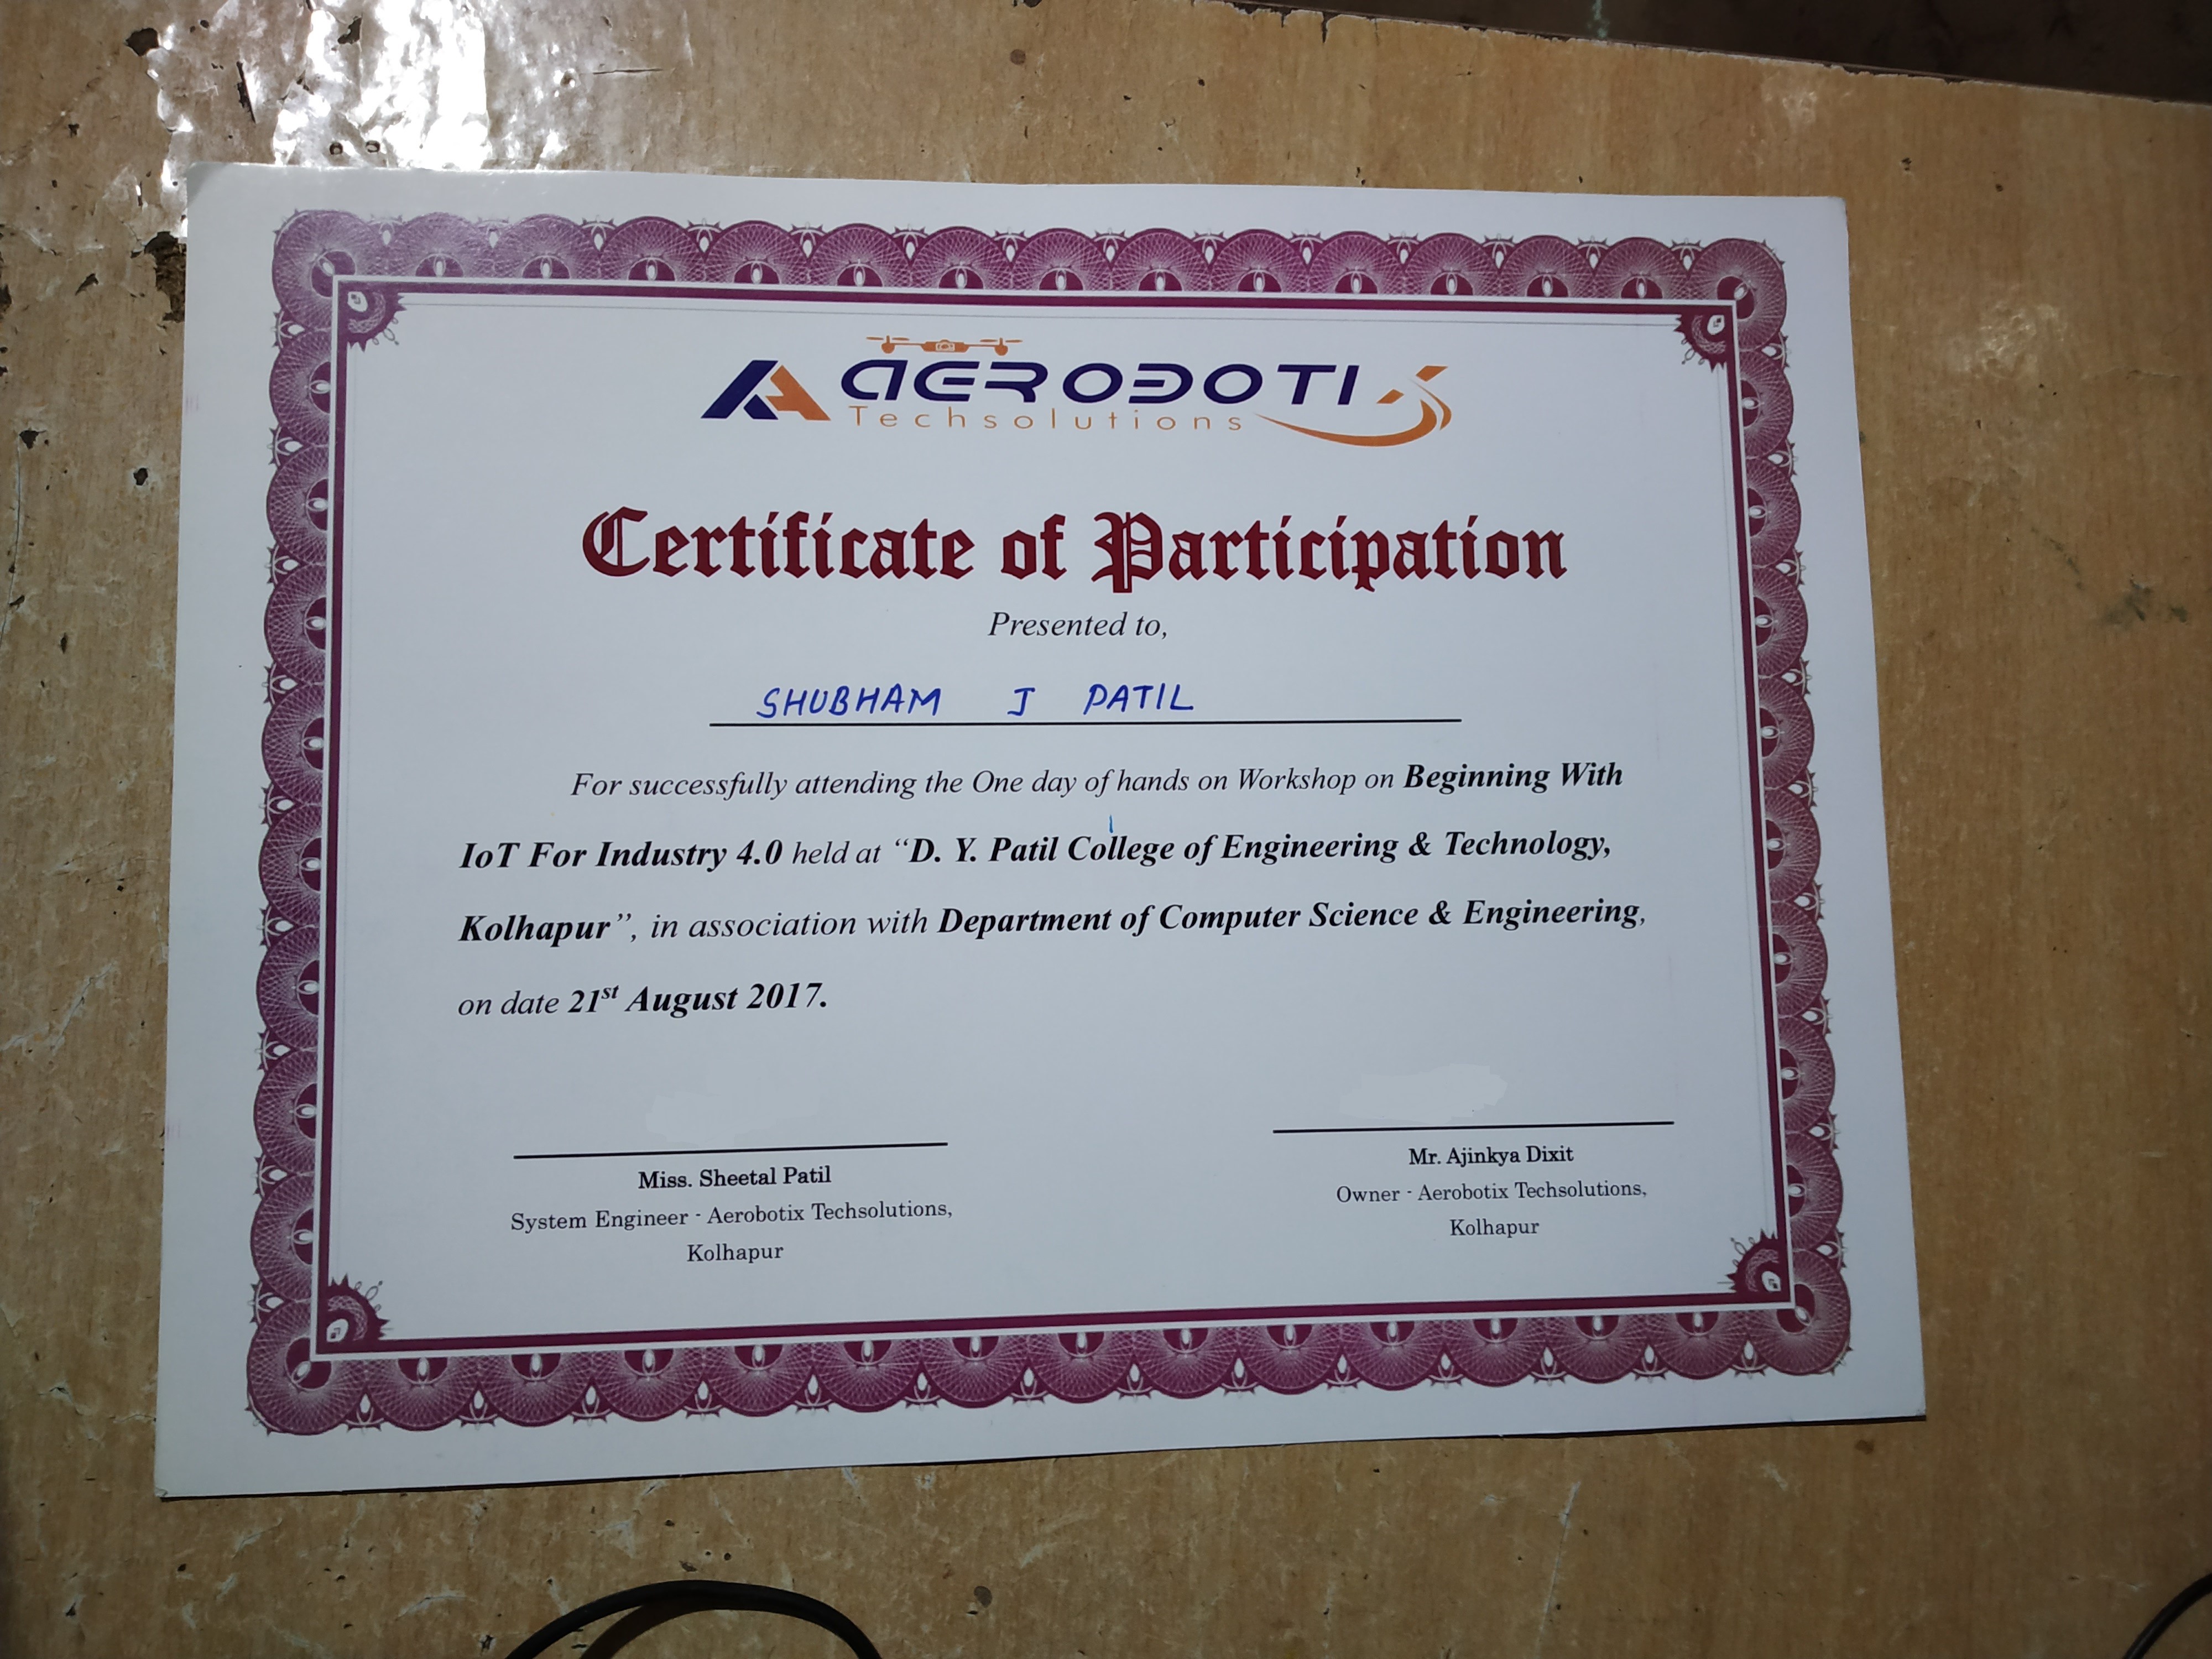 AEROBOTIX
Techsolutions
Certificate of Participation
Presented to,
SHUBHAM J PATIL
For successfully attending the One day of hands on Workshop on Beginning With
IoT For Industry 4.0 held at “D. Y. Patil College of Engineering & Technology,
Kolhapur”, in association with Department of Computer Science & Engineering,
on date 21st August 2017.
Miss. Sheetal Patil
System Engineer - Aerobotix Techsolutions,
Kolhapur
Mr. Ajinkya Dixit
Owner - Aerobotix Techsolutions,
Kolhapur